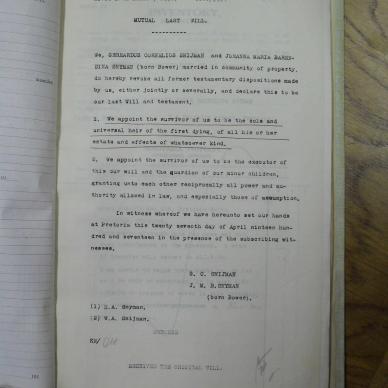 MUTUAL LAST WILL.
We, GERHARDUS CORNELIUS SNIJMAN and JOHANNA MARIA BAREN-
DINA SNYMAN (born Bower) married in community of property,
do hereby revoke all former testamentary dispositions made
by us, either jointly or severally, and declare this to be
our last Will and testament.
1. We appoint the survivor of us to be the sole and
universal heir of the first dying, of all his or her
estate and effects of whatsoever kind.
2. We appoint the survivor of us to be the executor of
this our will and the guardian of our minor children,
granting unto each other reciprocally all power and au-
thority allowed in law, and especially those of assumption.
In witness whereof we have hereunto set our hands
at Pretoria this twenty seventh day of April nineteen hun-
dred and seventeen in the presence of the subscribing wit-
nesses.
G. C. SNIJMAN
J. M. B. SNYMAN
(born Bower).
(1) H.A. Snyman.
(2) W.A. Snijman.
RECEIVED THE ORIGINAL WILL.